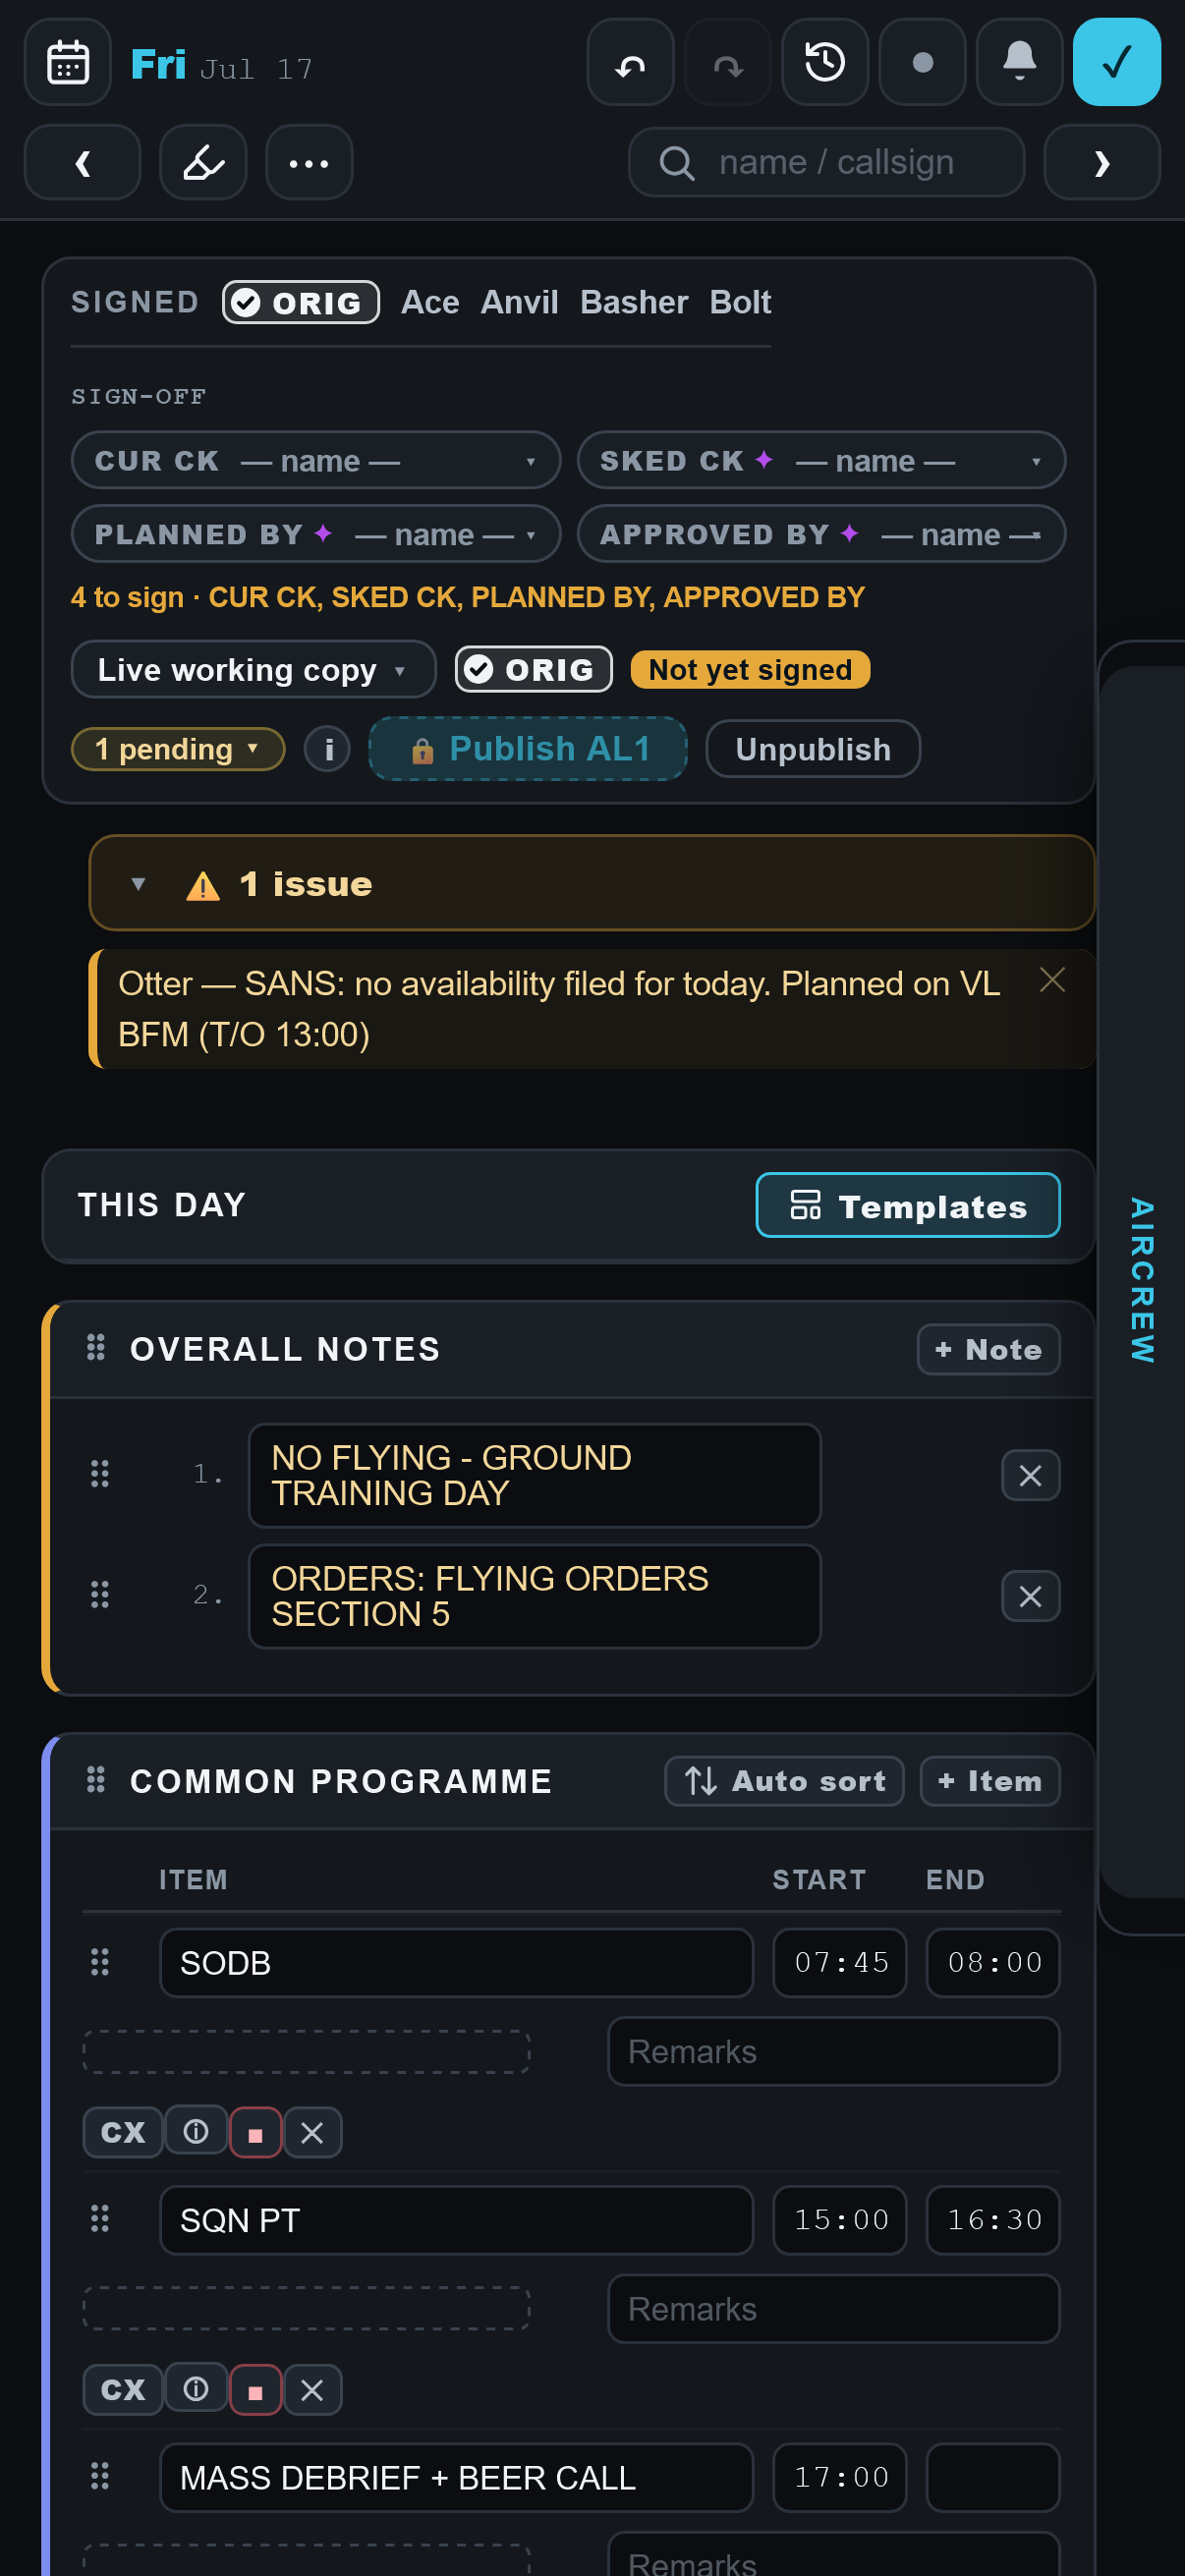 Fri Jul 17
name / callsign
SIGNED ORIG Ace Anvil Basher Bolt
SIGN-OFF
CUR CK — name —
SKED CK — name —
PLANNED BY — name —
APPROVED BY — name —
4 to sign · CUR CK, SKED CK, PLANNED BY, APPROVED BY
Live working copy ORIG Not yet signed
1 pending i Publish AL1 Unpublish
1 issue
Otter — SANS: no availability filed for today. Planned on VL
BFM (T/O 13:00)
AIRCREW
THIS DAY Templates
OVERALL NOTES + Note
1. NO FLYING - GROUND
TRAINING DAY
2. ORDERS: FLYING ORDERS
SECTION 5
COMMON PROGRAMME Auto sort + Item
ITEM START END
SODB 07:45 08:00
Remarks
CX
SQN PT 15:00 16:30
Remarks
CX
MASS DEBRIEF + BEER CALL 17:00
Remarks